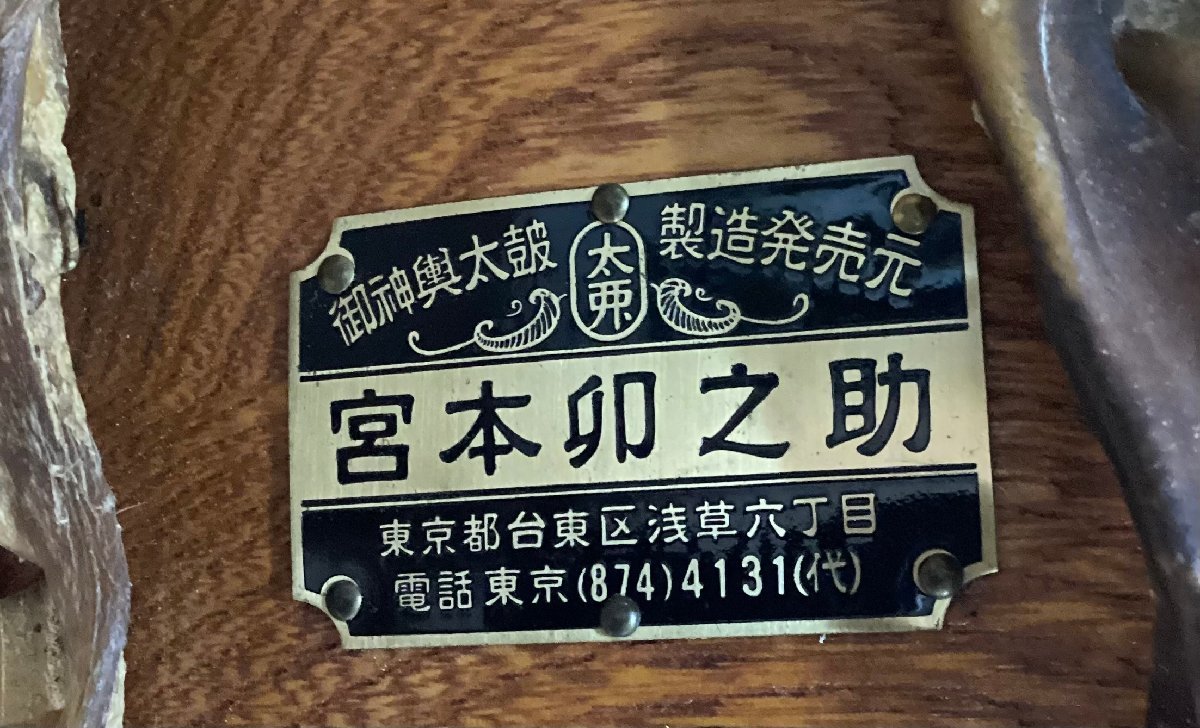 御神輿太鼓
太
製造発売元
宮本卯之助
東京都台東区浅草六丁目
電話東京(874)4131(代)